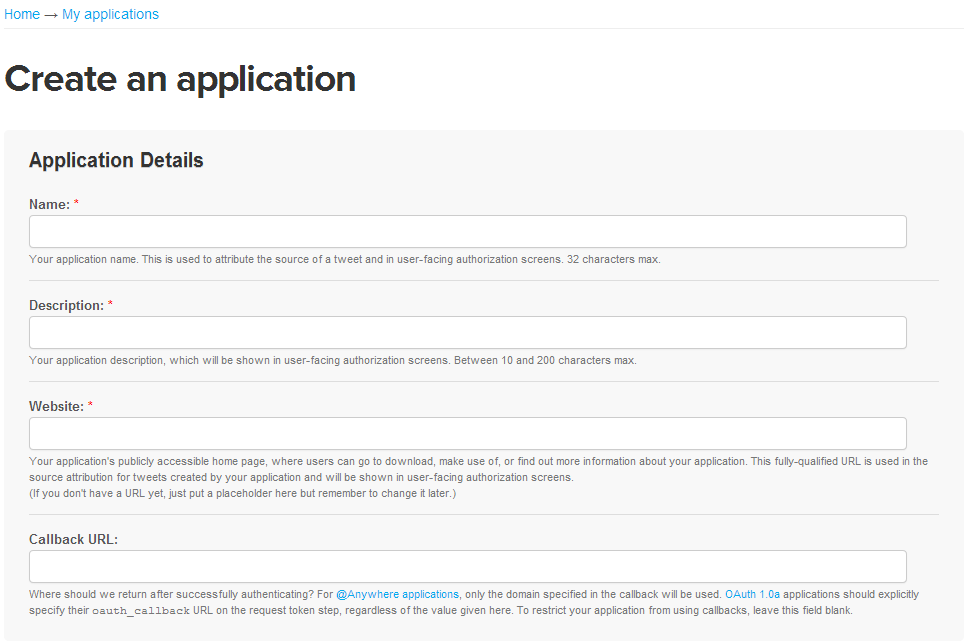 Home → My applications
Create an application
Application Details
Name: *
Your application name. This is used to attribute the source of a tweet and in user-facing authorization screens. 32 characters max.
Description: *
Your application description, which will be shown in user-facing authorization screens. Between 10 and 200 characters max.
Website: *
Your application's publicly accessible home page, where users can go to download, make use of, or find out more information about your application. This fully-qualified URL is used in the
source attribution for tweets created by your application and will be shown in user-facing authorization screens.
(If you don't have a URL yet, just put a placeholder here but remember to change it later.)
Callback URL:
Where should we return after successfully authenticating? For @Anywhere applications, only the domain specified in the callback will be used. OAuth 1.0a applications should explicitly
specify their oauth_callback URL on the request token step, regardless of the value given here. To restrict your application from using callbacks, leave this field blank.